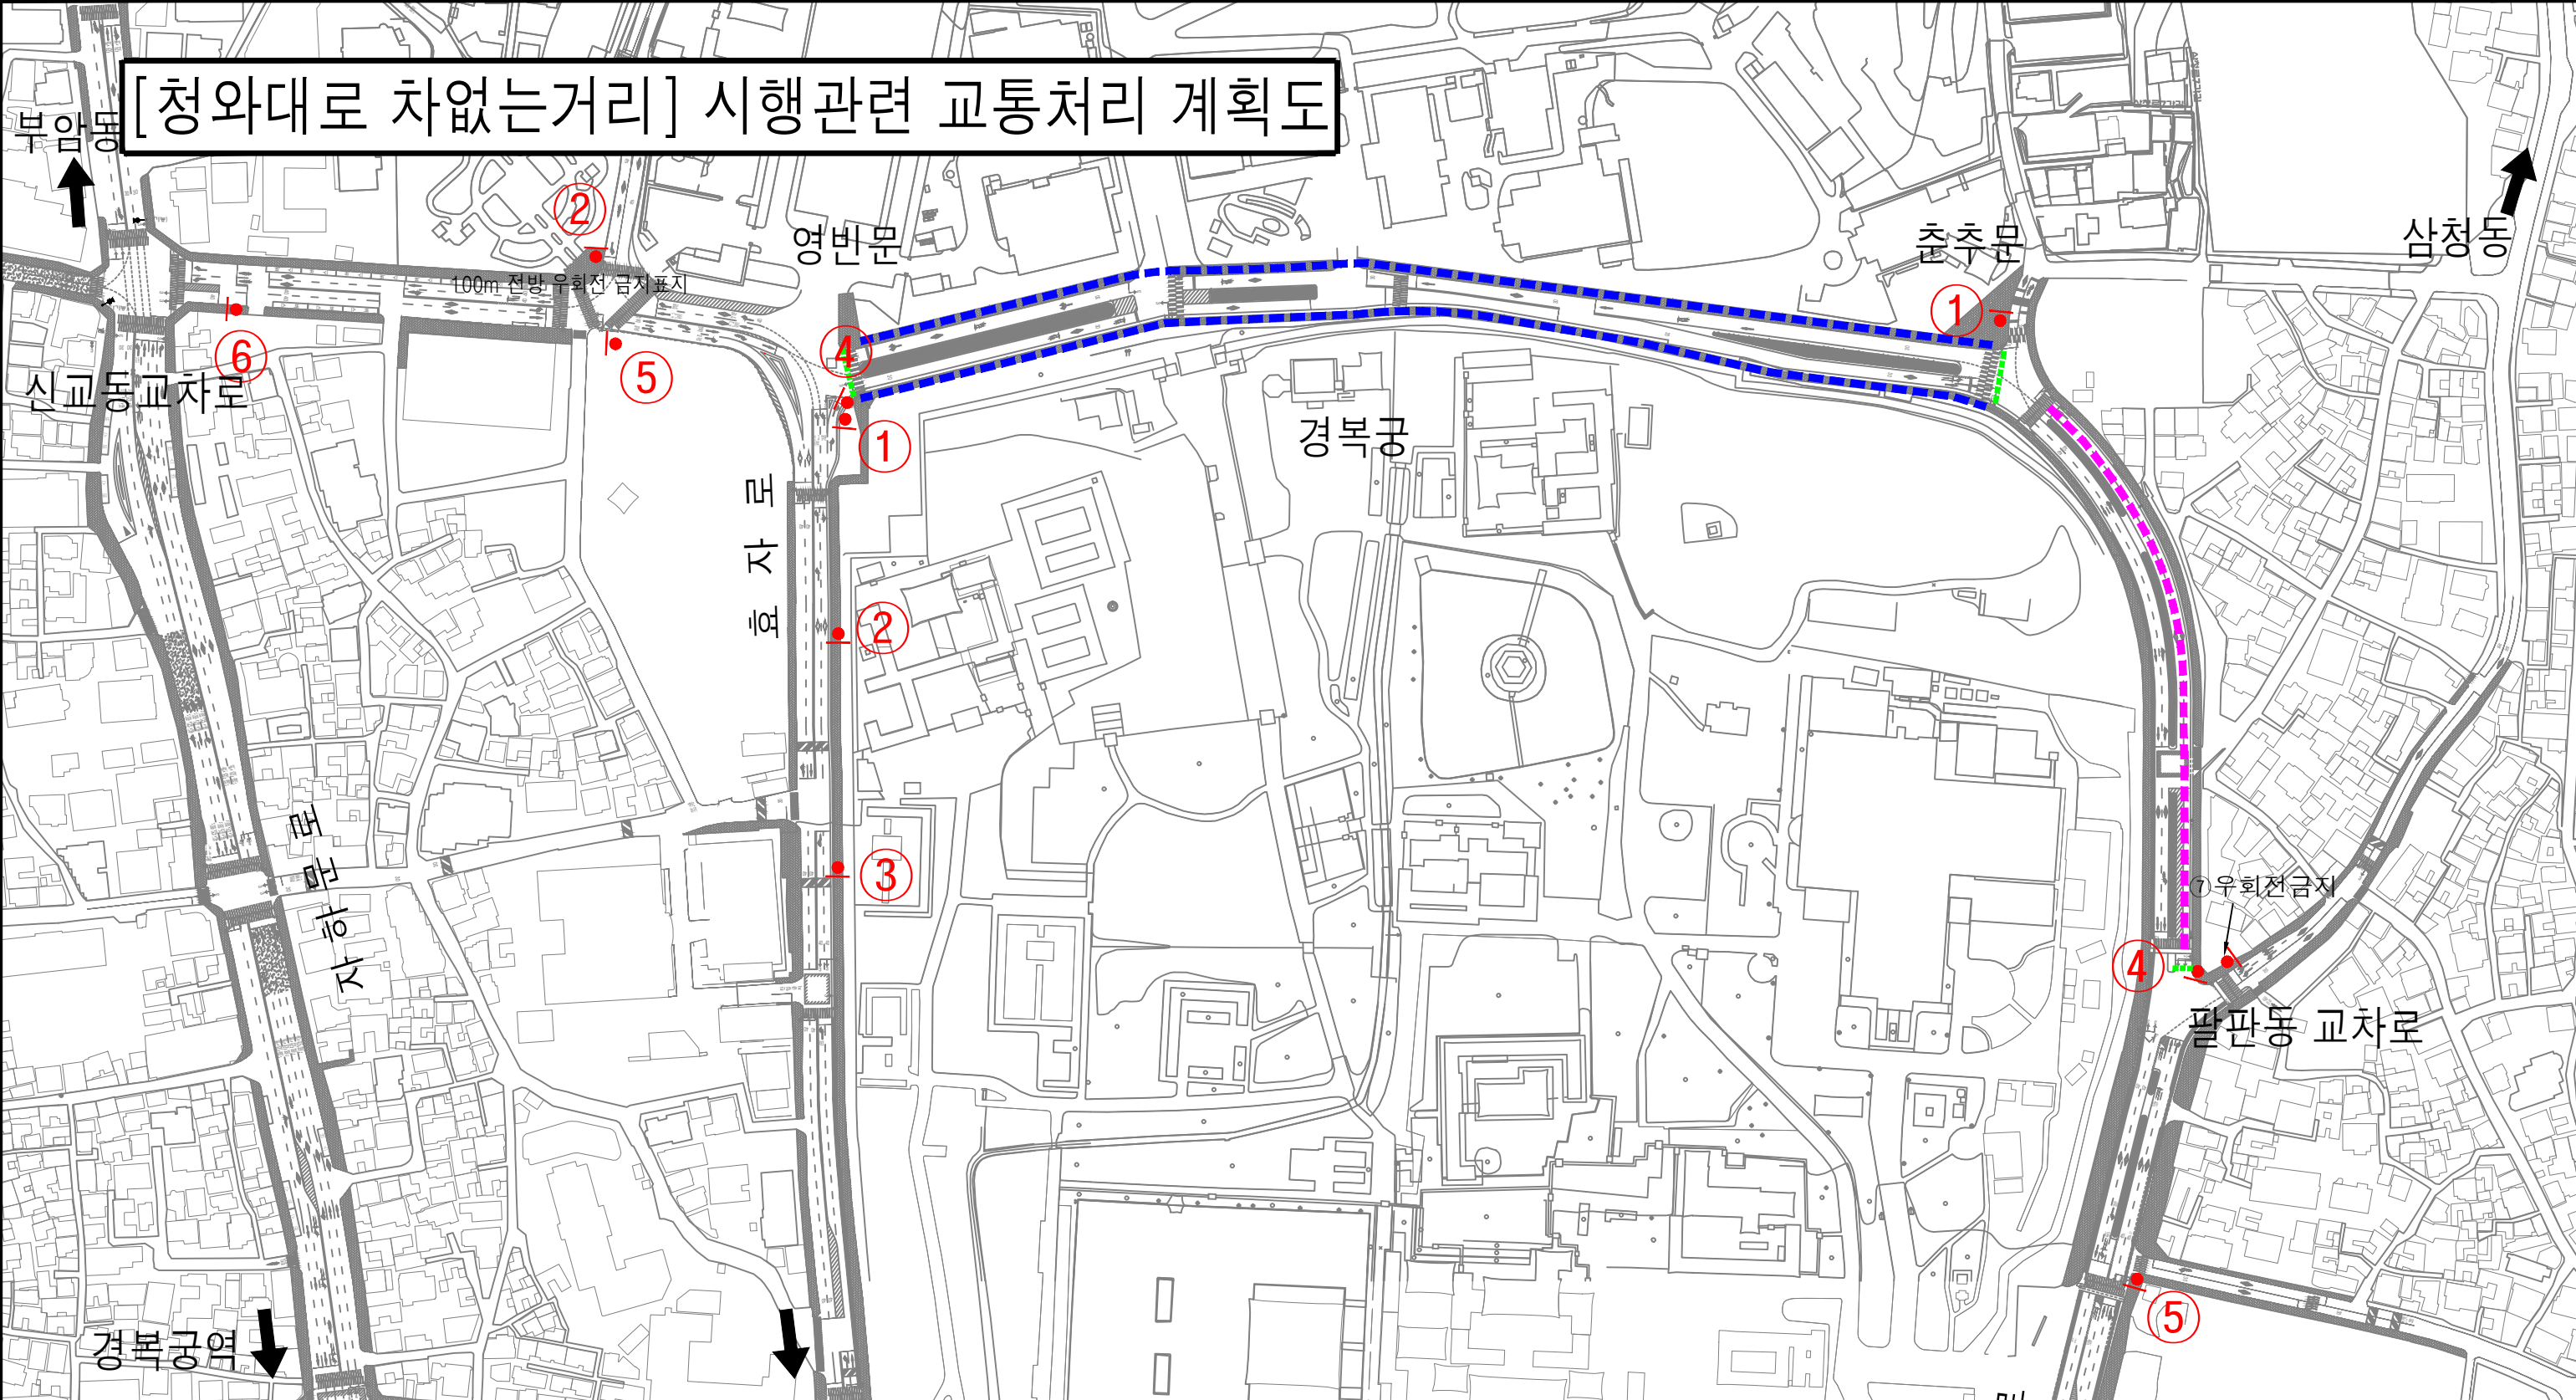 [청와대로 차없는거리] 시행관련 교통처리 계획도
부암동
②
영빈문
춘추문
삼청동
100m 전방 우회전 금지표지
①
⑥
④
⑤
신교동교차로
①
경복궁
효자로
②
③
자하문로
⑦우회전금지
④
팔판동 교차로
⑤
경복궁역